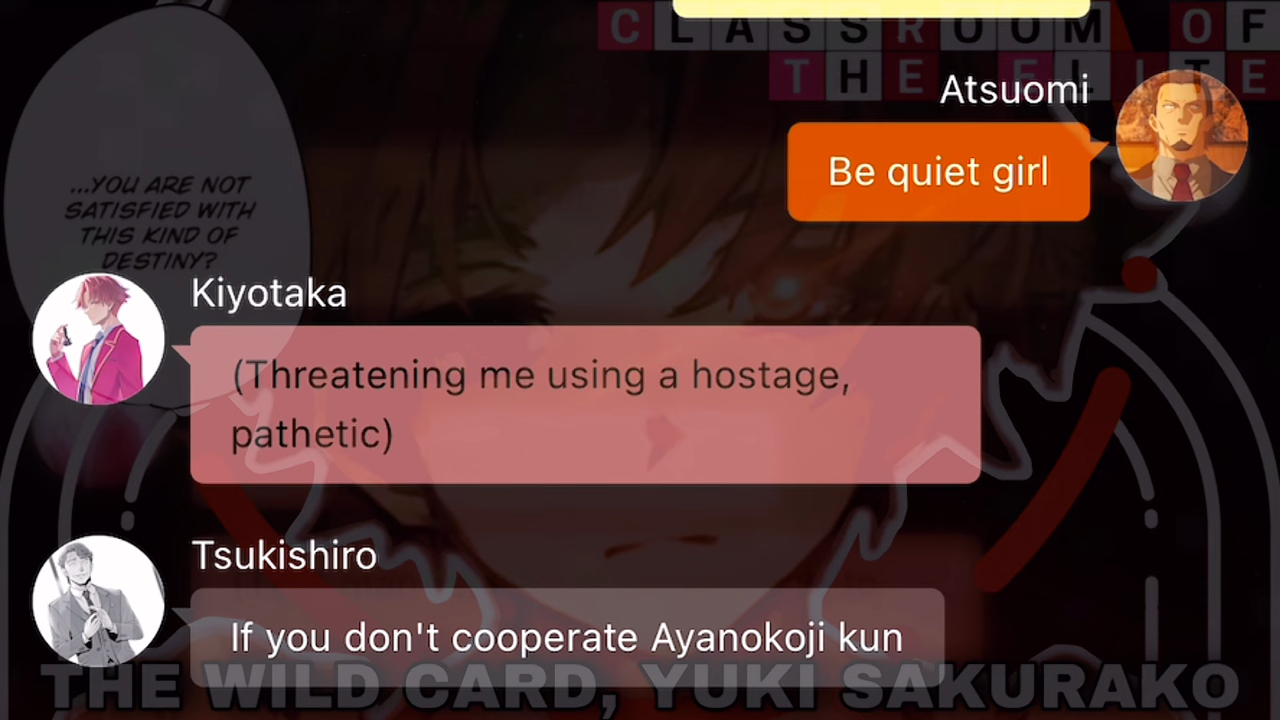 CLASSROOM OF
THE ELITE
Atsuomi
Be quiet girl
...YOU ARE NOT
SATISFIED WITH
THIS KIND OF
DESTINY?
Kiyotaka
(Threatening me using a hostage,
pathetic)
Tsukishiro
If you don't cooperate Ayanokoji kun
THE WILD CARD, YUKI SAKURAKO